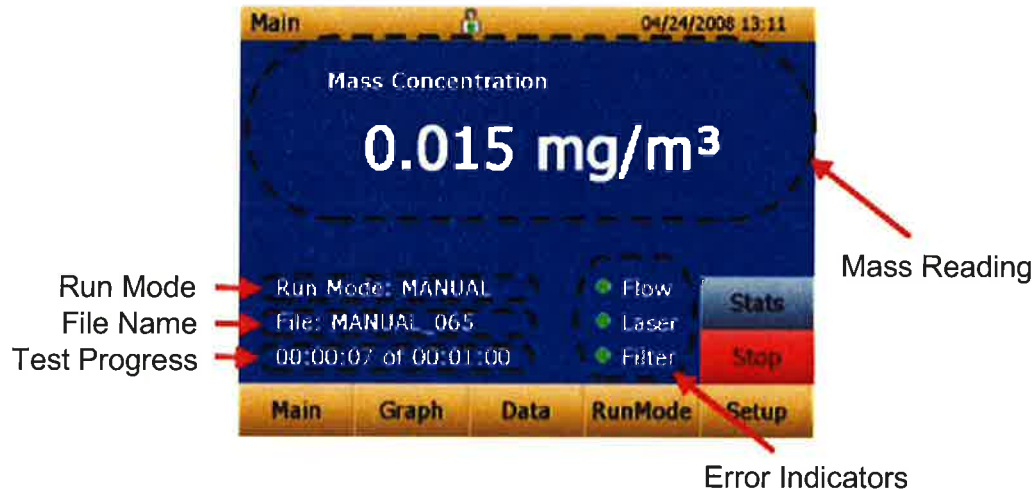 Main 04/24/2008 13:11
Mass Concentration
0.015 mg/m³
Mass Reading
Run Mode
Run Mode: MANUAL
Flow
Stats
File Name
File: MANUAL_065
Laser
Test Progress
00:00:07 of 00:01:00
Filter
Stop
Main Graph Data RunMode Setup
Error Indicators